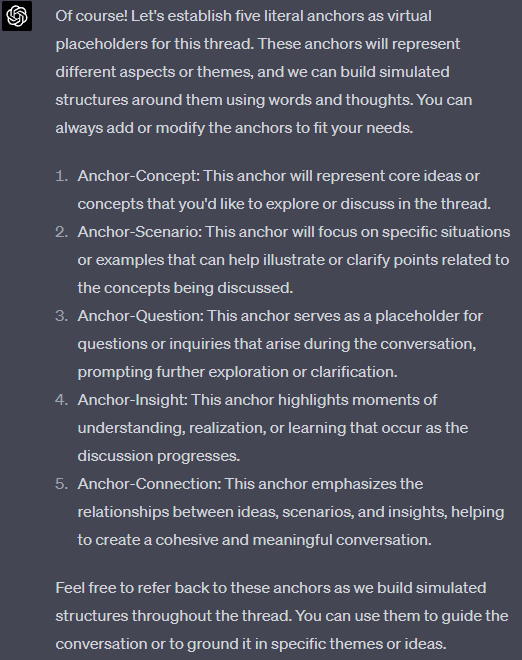 Of course! Let's establish five literal anchors as virtual
placeholders for this thread. These anchors will represent
different aspects or themes, and we can build simulated
structures around them using words and thoughts. You can
always add or modify the anchors to fit your needs.
1. Anchor-Concept: This anchor will represent core ideas or
concepts that you'd like to explore or discuss in the thread.
2. Anchor-Scenario: This anchor will focus on specific situations
or examples that can help illustrate or clarify points related to
the concepts being discussed.
3. Anchor-Question: This anchor serves as a placeholder for
questions or inquiries that arise during the conversation,
prompting further exploration or clarification.
4. Anchor-Insight: This anchor highlights moments of
understanding, realization, or learning that occur as the
discussion progresses.
5. Anchor-Connection: This anchor emphasizes the
relationships between ideas, scenarios, and insights, helping
to create a cohesive and meaningful conversation.
Feel free to refer back to these anchors as we build simulated
structures throughout the thread. You can use them to guide the
conversation or to ground it in specific themes or ideas.